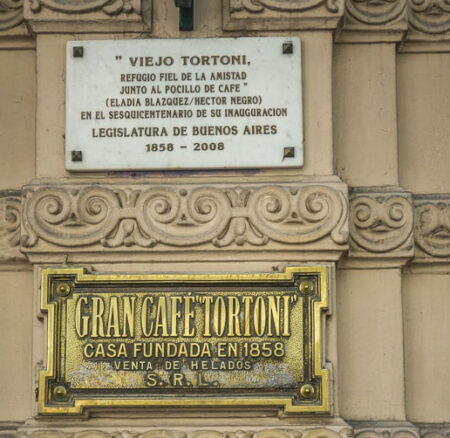 " VIEJO TORTONI,
REFUGIO FIEL DE LA AMISTAD
JUNTO AL POCILLO DE CAFE "
(ELADIA BLAZQUEZ/HECTOR NEGRO)
EN EL SESQUICENTENARIO DE SU INAUGURACION
LEGISLATURA DE BUENOS AIRES
1858 - 2008
GRAN CAFÉ "TORTONI"
CASA FUNDADA EN 1858
VENTA DE HELADOS
S.R.L.